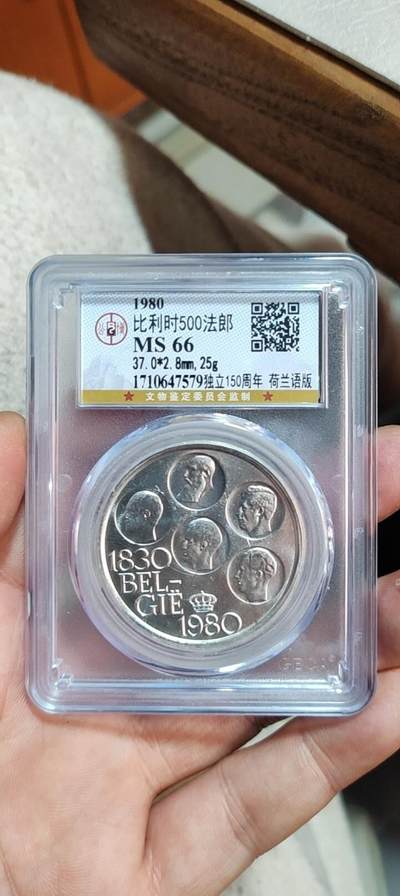 1980
比利时500法郎
MS 66
37.0*2.8mm,25g
1710647579独立150周年 荷兰语版
★ 文物鉴定委员会监制 ★
1830
BEL-
GIË
1980